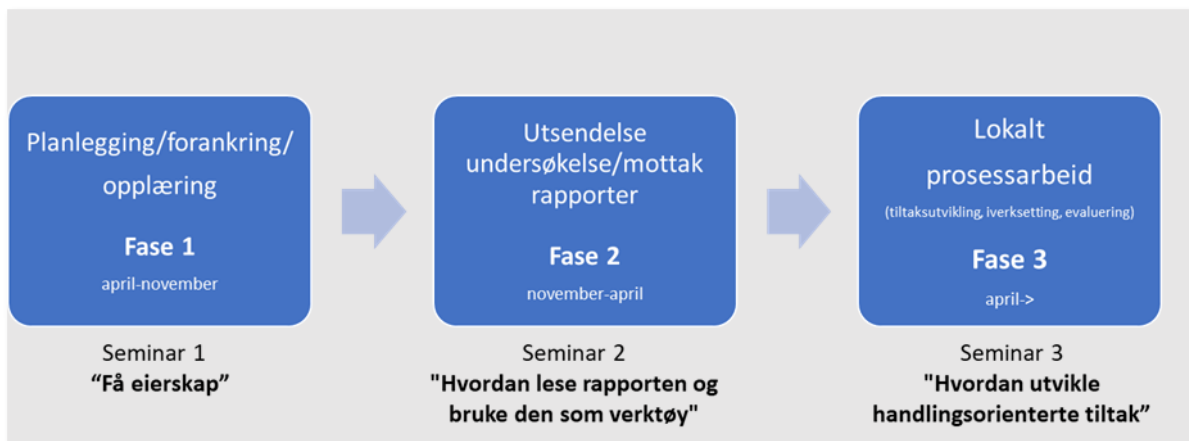 Planlegging/forankring/
opplæring
Fase 1
april-november
Utsendelse
undersøkelse/mottak
rapporter
Fase 2
november-april
Lokalt
prosessarbeid
(tiltaksutvikling, iverksetting, evaluering)
Fase 3
april->
Seminar 1
“Få eierskap”
Seminar 2
"Hvordan lese rapporten og
bruke den som verktøy"
Seminar 3
"Hvordan utvikle
handlingsorienterte tiltak”